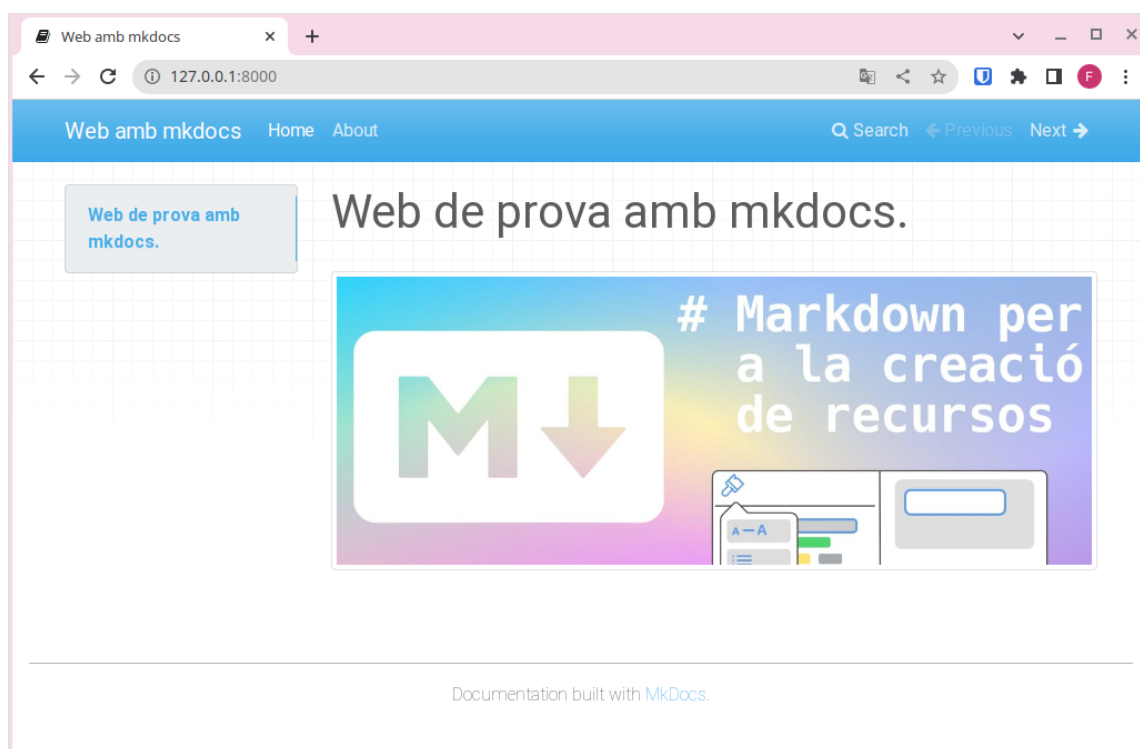 Web amb mkdocs
127.0.0.1:8000
F
Web amb mkdocs Home About Search Previous Next
Web de prova amb
mkdocs.
Web de prova amb mkdocs.
# Markdown per
a la creació
de recursos
M
A—A
Documentation built with MkDocs.